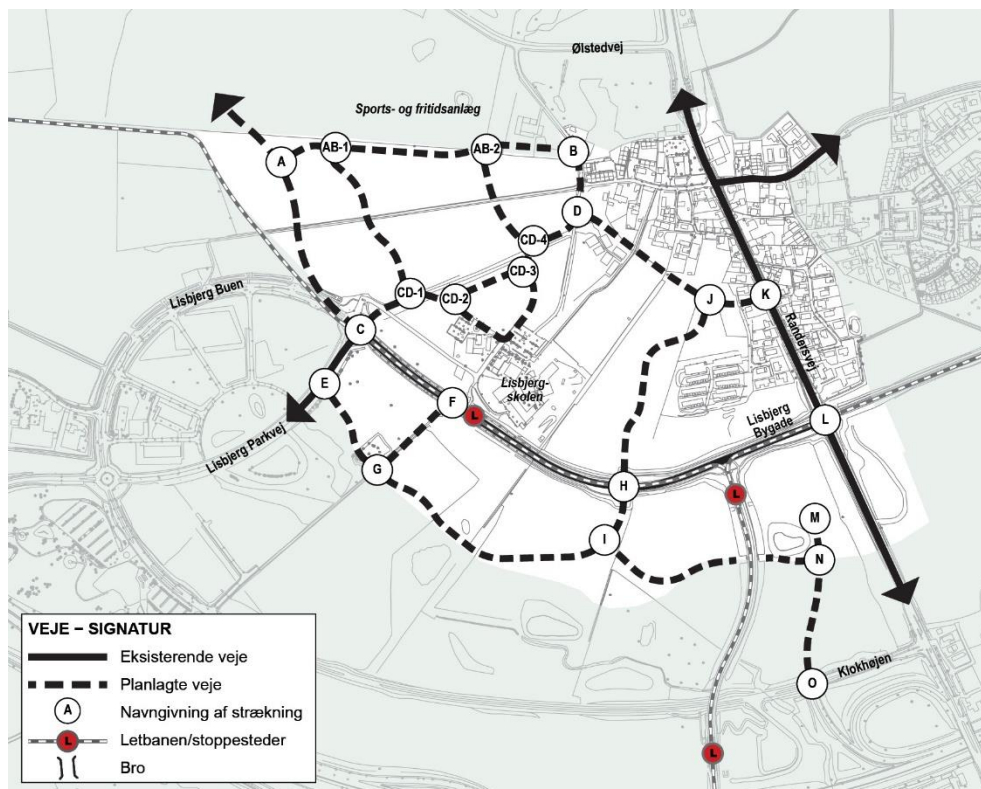 Ølstedvej
Sports- og fritidsanlæg
A
AB-1
AB-2
B
D
CD-4
CD-3
CD-1
CD-2
J
K
Lisbjerg Buen
C
Randersvej
E
F
L
Lisbjerg-
skolen
Lisbjerg
Bygade
L
Lisbjerg Parkvej
G
H
L
I
M
N
Klokhøjen
O
L
VEJE – SIGNATUR
Eksisterende veje
Planlagte veje
A
Navngivning af strækning
L
Letbanen/stoppesteder
Bro